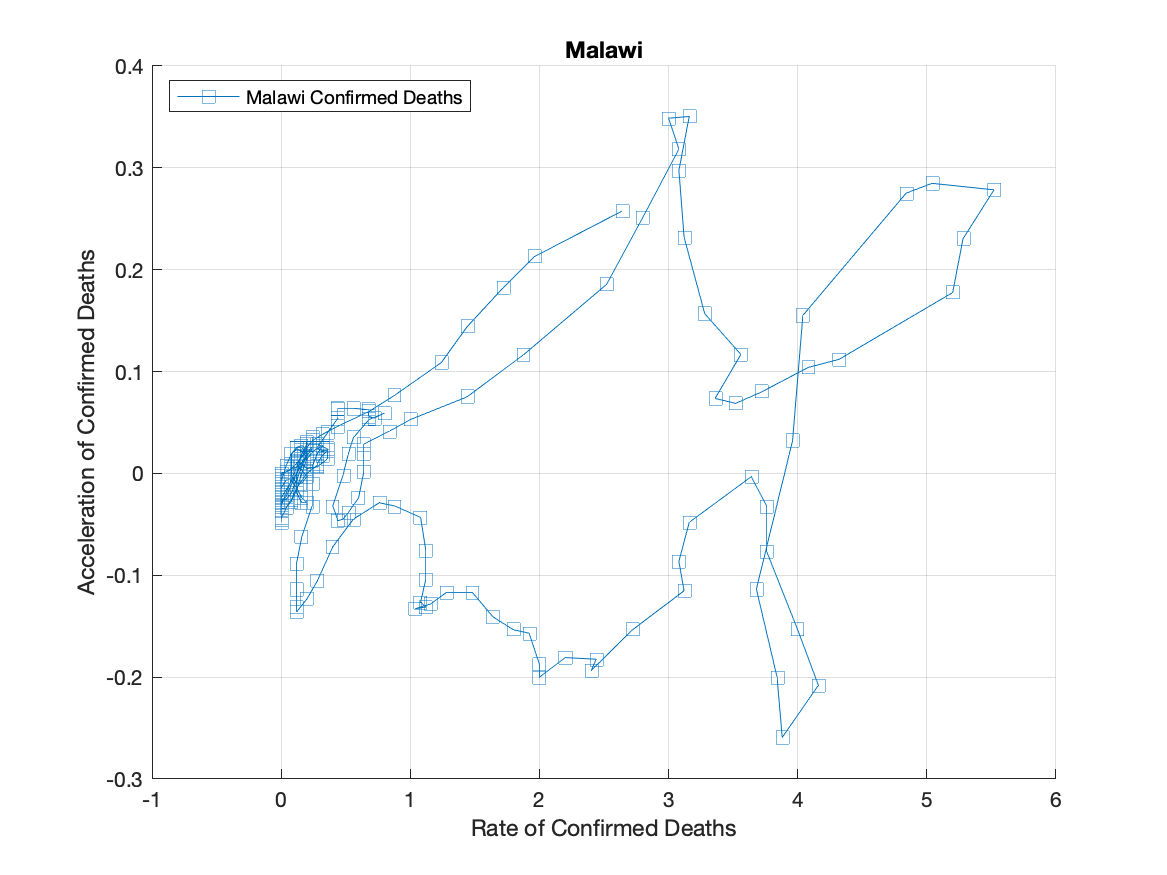 Malawi
Malawi Confirmed Deaths
Acceleration of Confirmed Deaths
0.4
0.3
0.2
0.1
0
-0.1
-0.2
-0.3
-1 0 1 2 3 4 5 6
Rate of Confirmed Deaths